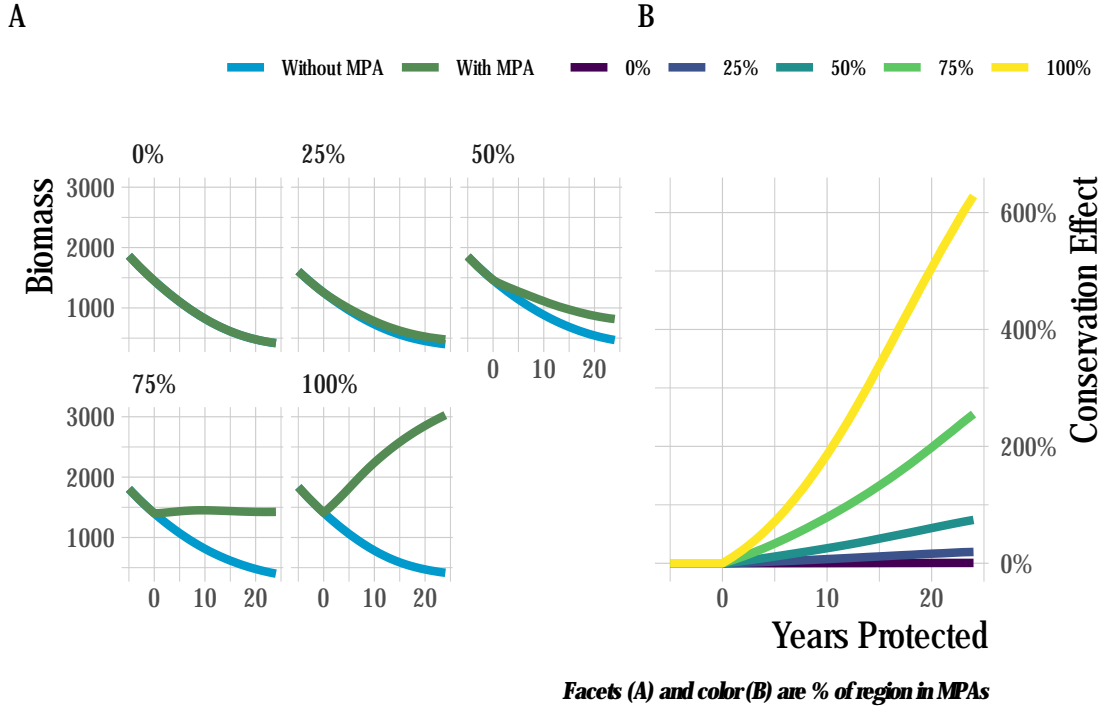 A B
Without MPA With MPA 0% 25% 50% 75% 100%
0% 25% 50%
Biomass
3000
2000
1000
0 10 20
75% 100%
3000
2000
1000
0 10 20 0 10 20
600%
400%
200%
0%
Conservation Effect
0 10 20
Years Protected
Facets (A) and color (B) are % of region in MPAs